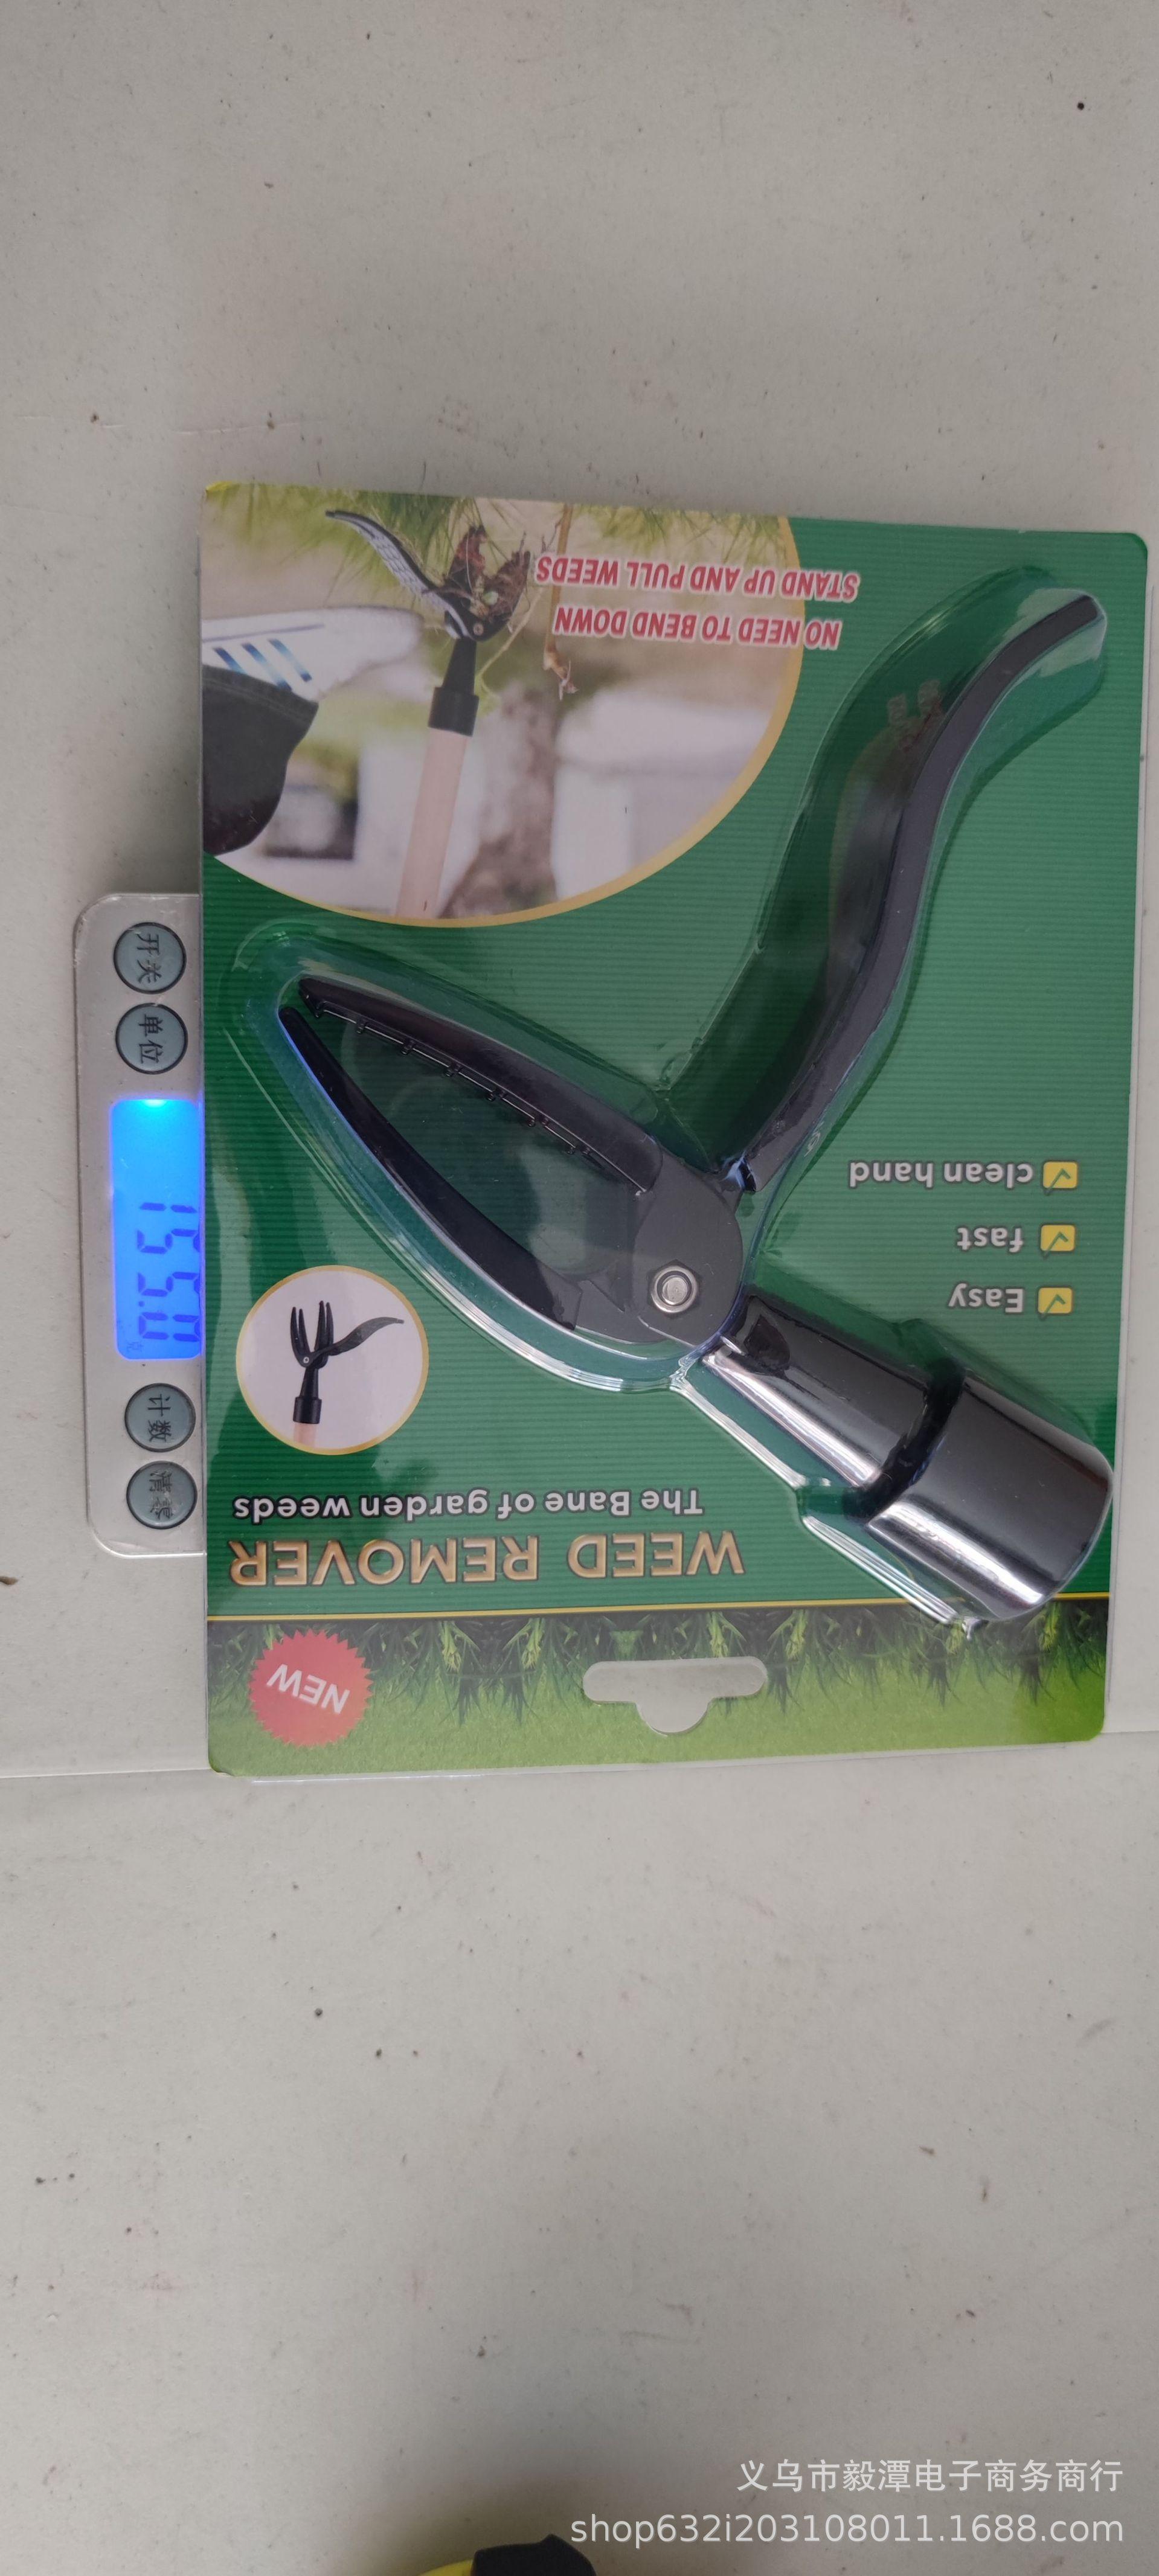 NEW
WEED REMOVER
The Bane of garden weeds
Easy
fast
clean hand
NO NEED TO BEND DOWN
STAND UP AND PULL WEEDS
开关
单位
155.0
计数
清零
义乌市毅潭电子商务商行
shop632i203108011.1688.com